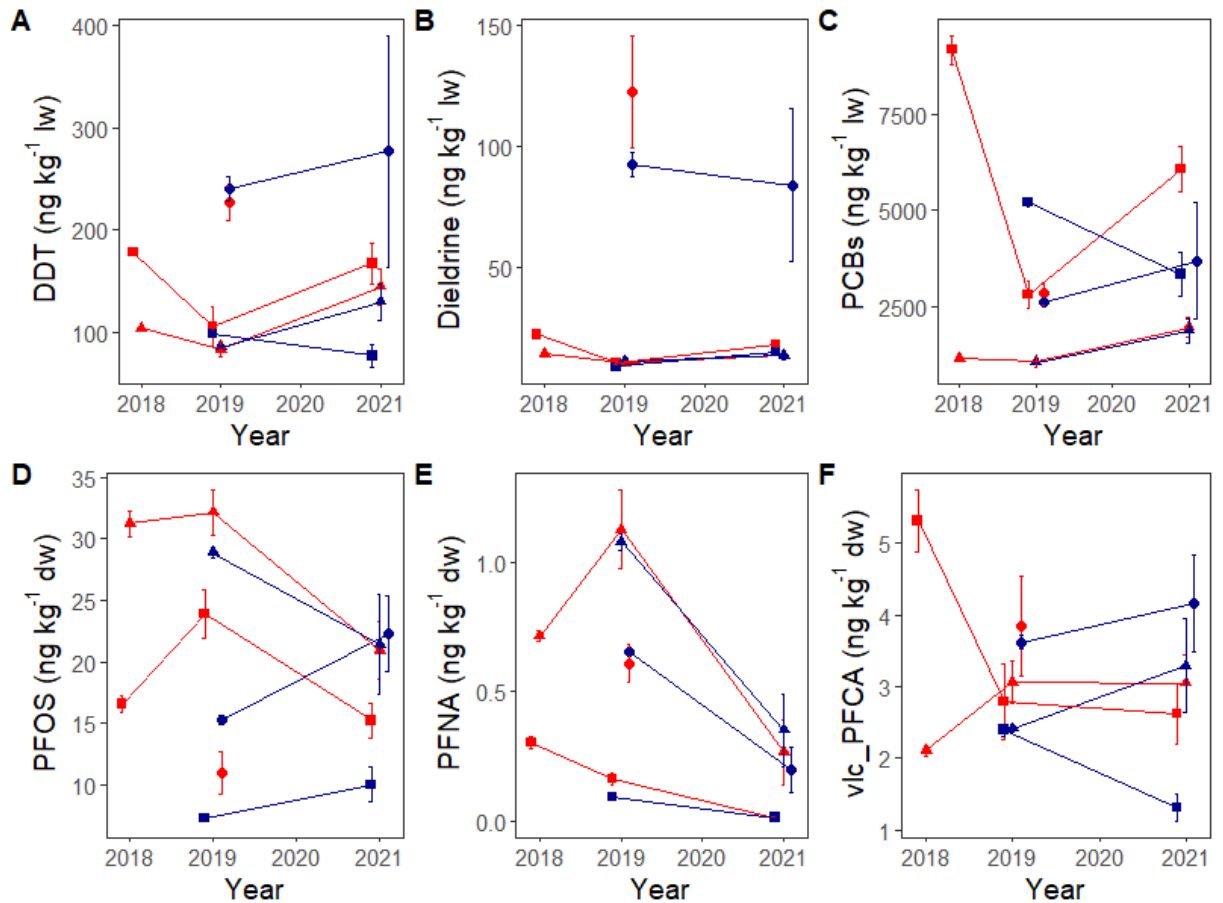 A
DDT (ng kg⁻¹ lw)
400
300
200
100
2018 2019 2020 2021
Year
B
Dieldrine (ng kg⁻¹ lw)
150
100
50
2018 2019 2020 2021
Year
C
PCBs (ng kg⁻¹ lw)
7500
5000
2500
2018 2019 2020 2021
Year
D
PFOS (ng kg⁻¹ dw)
35
30
25
20
15
10
2018 2019 2020 2021
Year
E
PFNA (ng kg⁻¹ dw)
1.0
0.5
0.0
2018 2019 2020 2021
Year
F
vlc_PFCA (ng kg⁻¹ dw)
5
4
3
2
1
2018 2019 2020 2021
Year